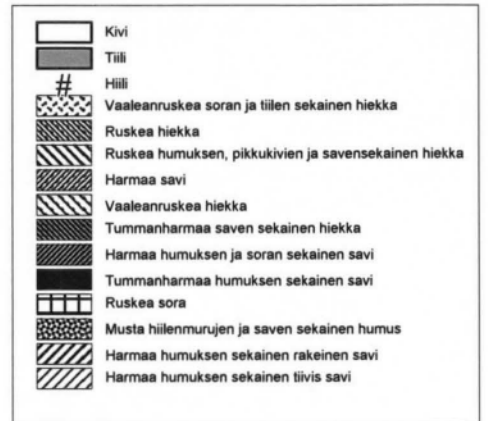 Kivi
Tiili
# Hiili
Vaaleanruskea soran ja tiilen sekainen hiekka
Ruskea hiekka
Ruskea humuksen, pikkukivien ja savensekainen hiekka
Harmaa savi
Vaaleanruskea hiekka
Tummanharmaa saven sekainen hiekka
Harmaa humuksen ja soran sekainen savi
Tummanharmaa humuksen sekainen savi
Ruskea sora
Musta hiilenmurujen ja saven sekainen humus
Harmaa humuksen sekainen rakeinen savi
Harmaa humuksen sekainen tiivis savi